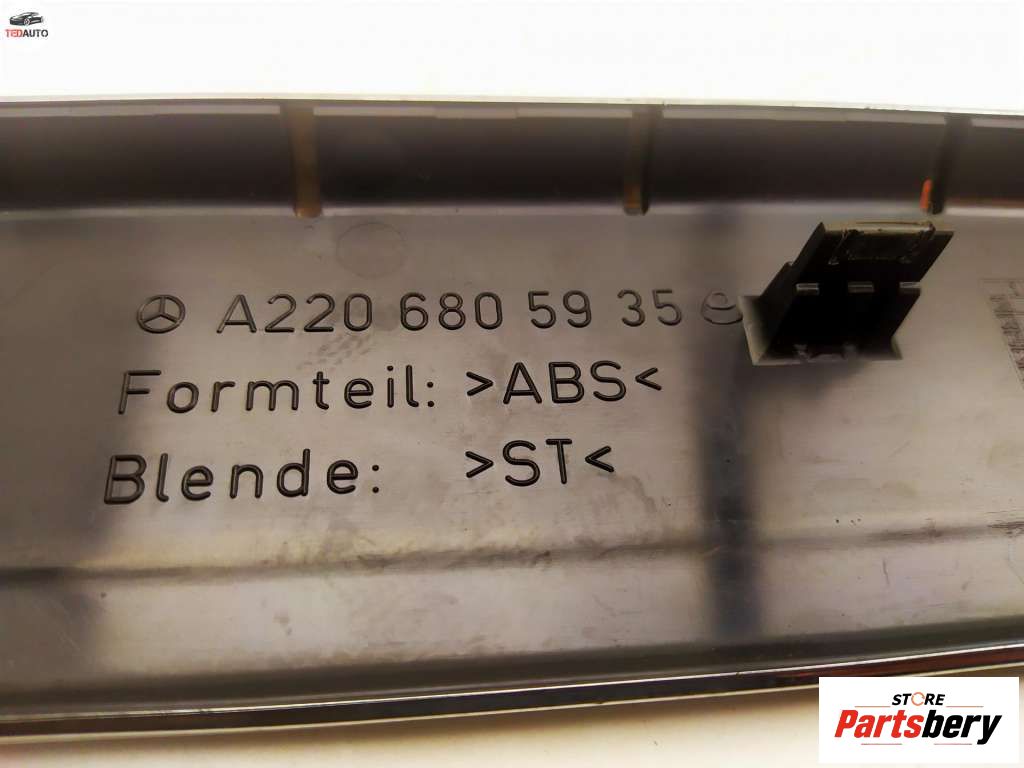 TEDAUTO
A220 680 59 35
Formteil: >ABS<
Blende: >ST<
STORE
Partsbery